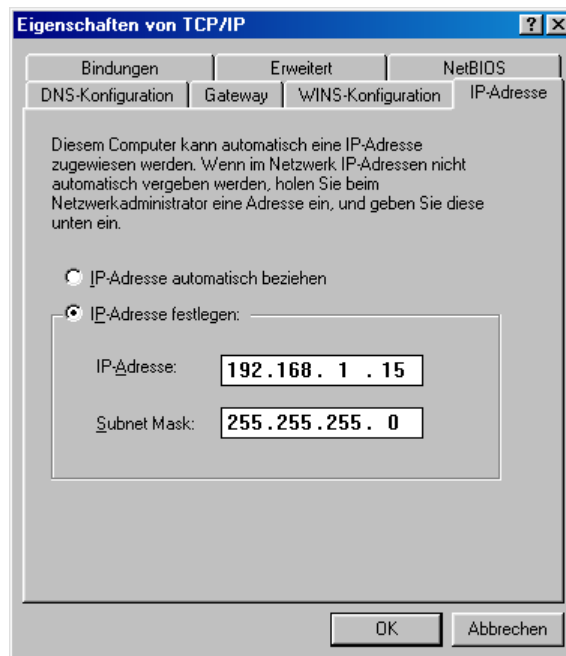 Eigenschaften von TCP/IP
Bindungen Erweitert NetBIOS
DNS-Konfiguration Gateway WINS-Konfiguration IP-Adresse
Diesem Computer kann automatisch eine IP-Adresse
zugewiesen werden. Wenn im Netzwerk IP-Adressen nicht
automatisch vergeben werden, holen Sie beim
Netzwerkadministrator eine Adresse ein, und geben Sie diese
unten ein.
IP-Adresse automatisch beziehen
IP-Adresse festlegen:
IP-Adresse: 192.168. 1 .15
Subnet Mask: 255.255.255. 0
OK Abbrechen